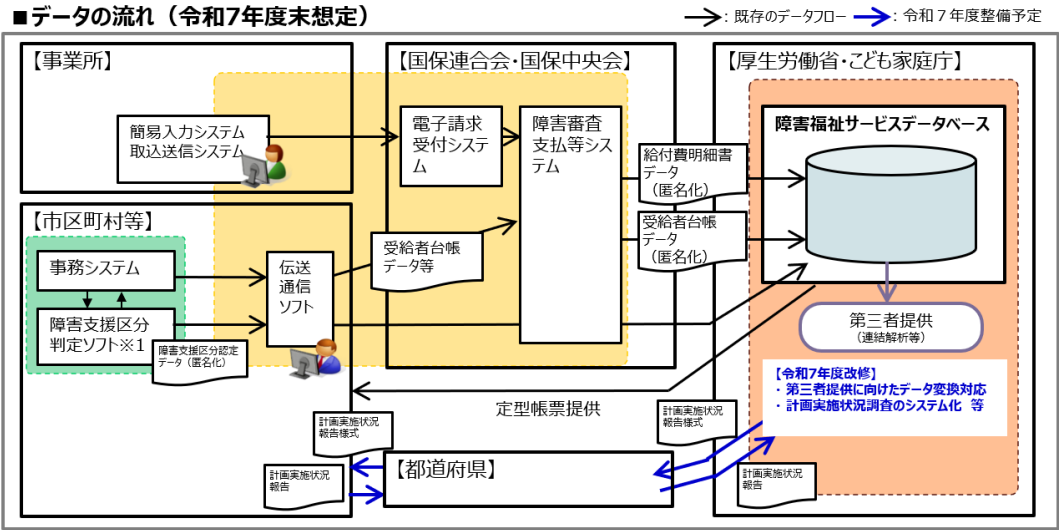 ■データの流れ（令和7年度末想定）
：既存のデータフロー
：令和７年度整備予定
【事業所】
簡易入力システム
取込送信システム
【国保連合会・国保中央会】
電子請求
受付システ
ム
障害審査
支払等シス
テム
【厚生労働省・こども家庭庁】
障害福祉サービスデータベース
給付費明細書
データ
（匿名化）
受給者台帳
データ
（匿名化）
【市区町村等】
事務システム
障害支援区分
判定ソフト※1
障害支援区分認定
データ（匿名化）
伝送
通信
ソフト
受給者台帳
データ等
第三者提供
（連結解析等）
【令和7年度改修】
・第三者提供に向けたデータ変換対応
・計画実施状況調査のシステム化　等
定型帳票提供
計画実施状況
報告様式
計画実施状況
報告様式
【都道府県】
計画実施状況
報告
計画実施状況
報告